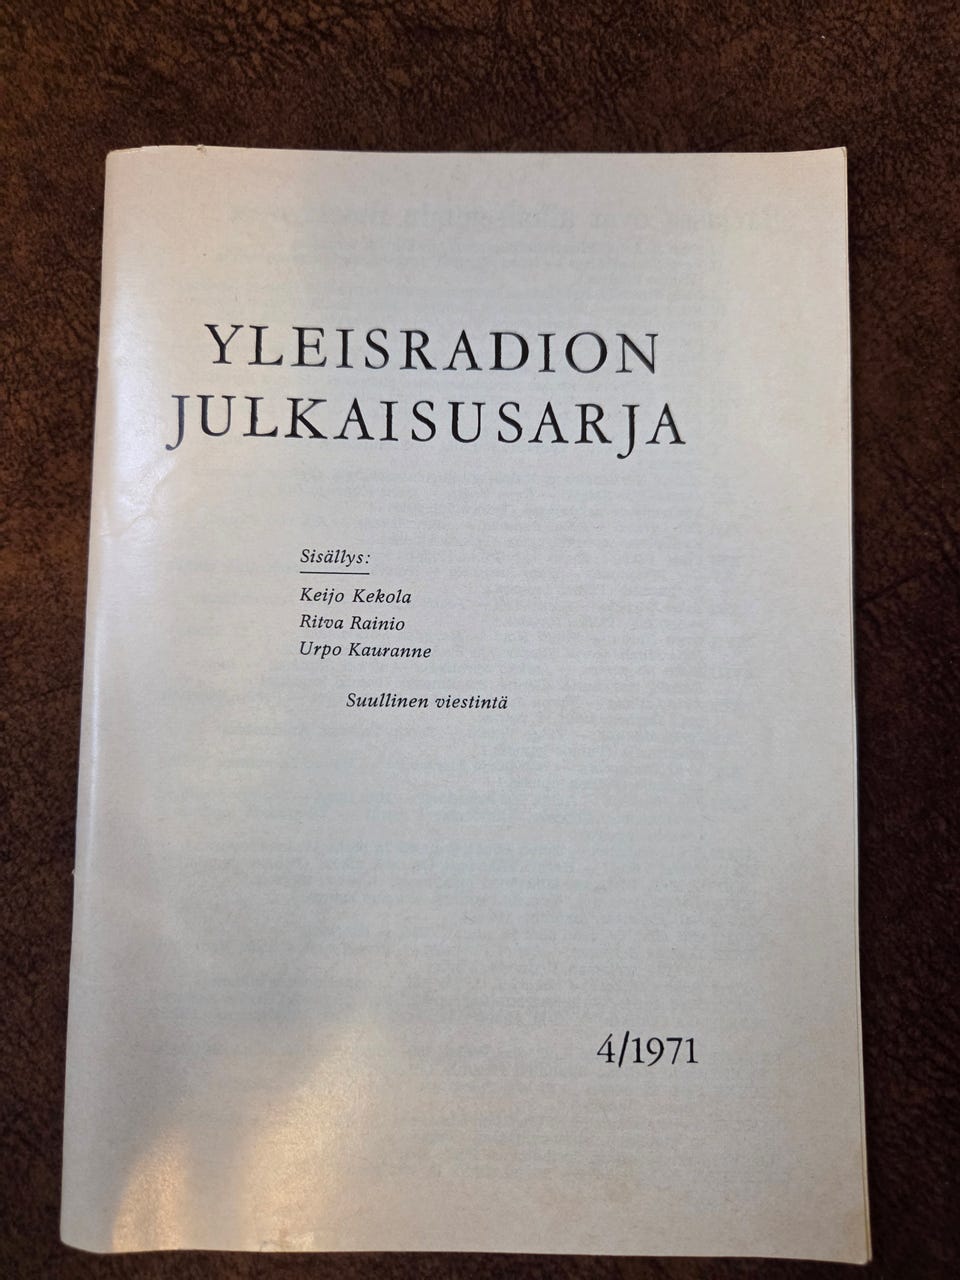 YLEISRADION
JULKAISUSARJA
Sisällys:
Keijo Kekola
Ritva Rainio
Urpo Kauranne
Suullinen viestintä
4/1971